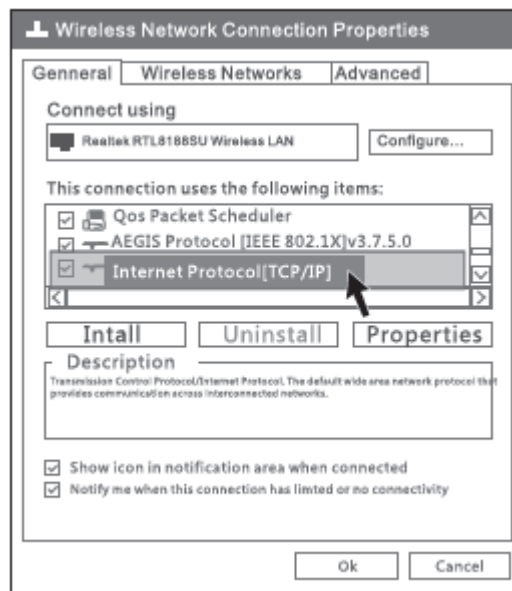 Wireless Network Connection Properties
Genneral Wireless Networks Advanced
Connect using
Realtek RTL8188SU Wireless LAN Configure...
This connection uses the following items:
Qos Packet Scheduler
AEGIS Protocol [IEEE 802.1X]v3.7.5.0
Internet Protocol[TCP/IP]
Intall Uninstall Properties
Description
Transmission Control Protocol/Internet Protocol. The default wide area network protocol that
provides communication across interconnected networks.
Show icon in notification area when connected
Notify me when this connection has limted or no connectivity
Ok Cancel